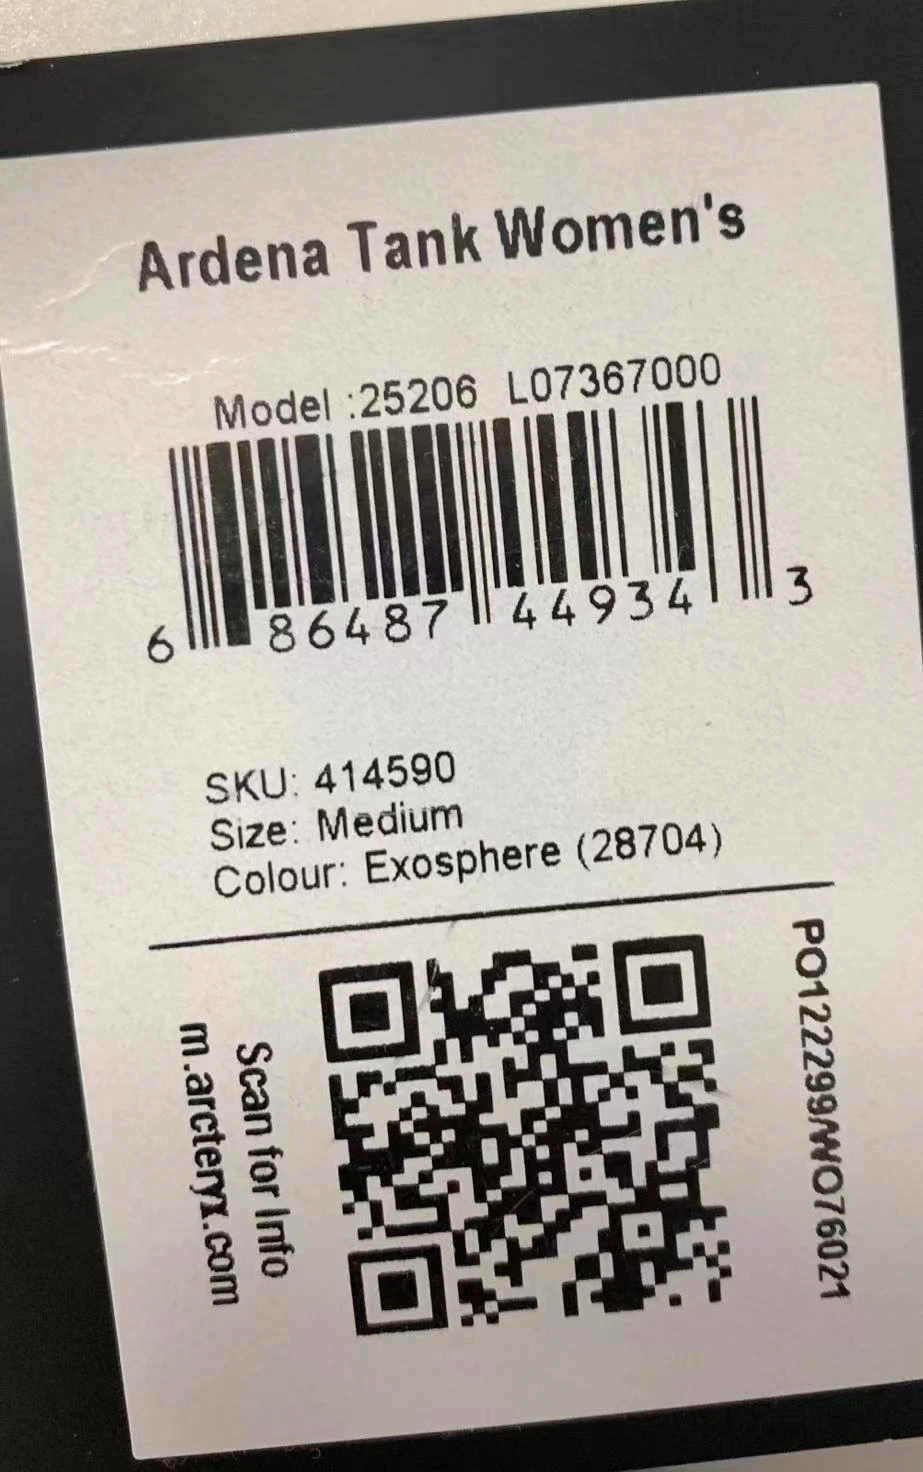 Ardena Tank Women's
Model :25206 L07367000
6 86487 44934 3
SKU: 414590
Size: Medium
Colour: Exosphere (28704)
Scan for Info
m.arcteryx.com
PO122299/WO76021